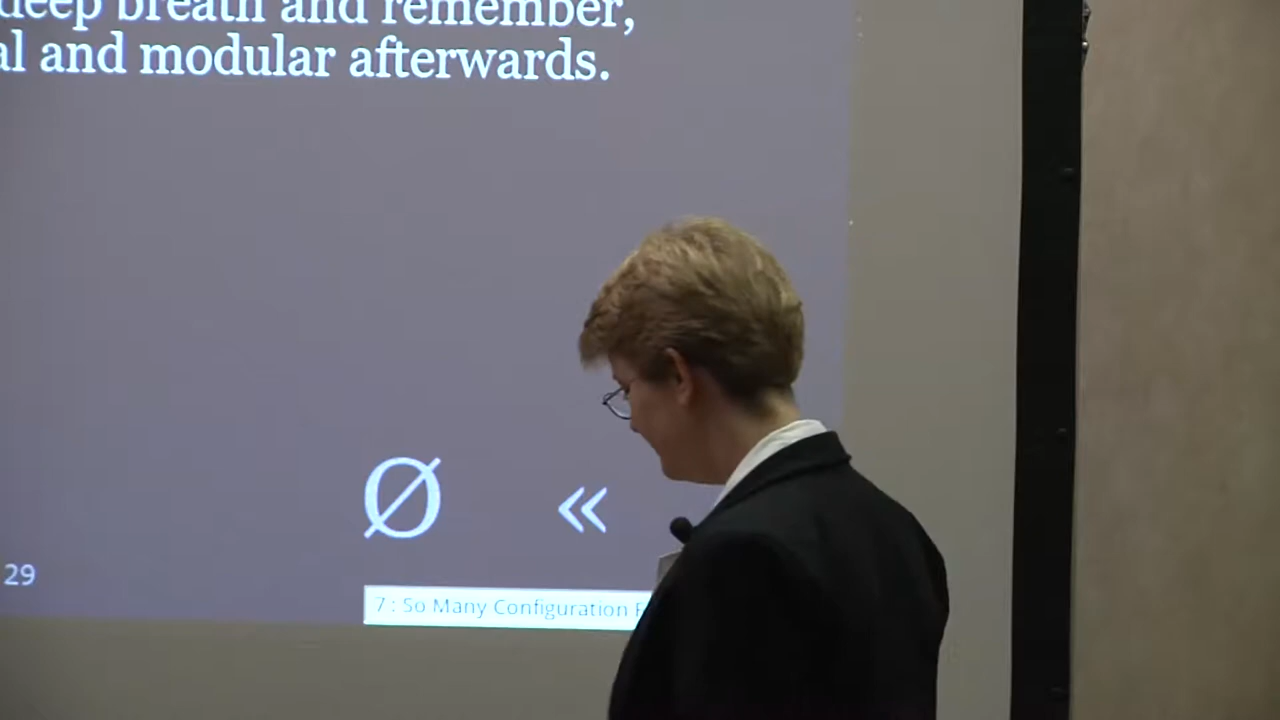 deep breath and remember,
al and modular afterwards.
Ø «
29
7 : So Many Configuration